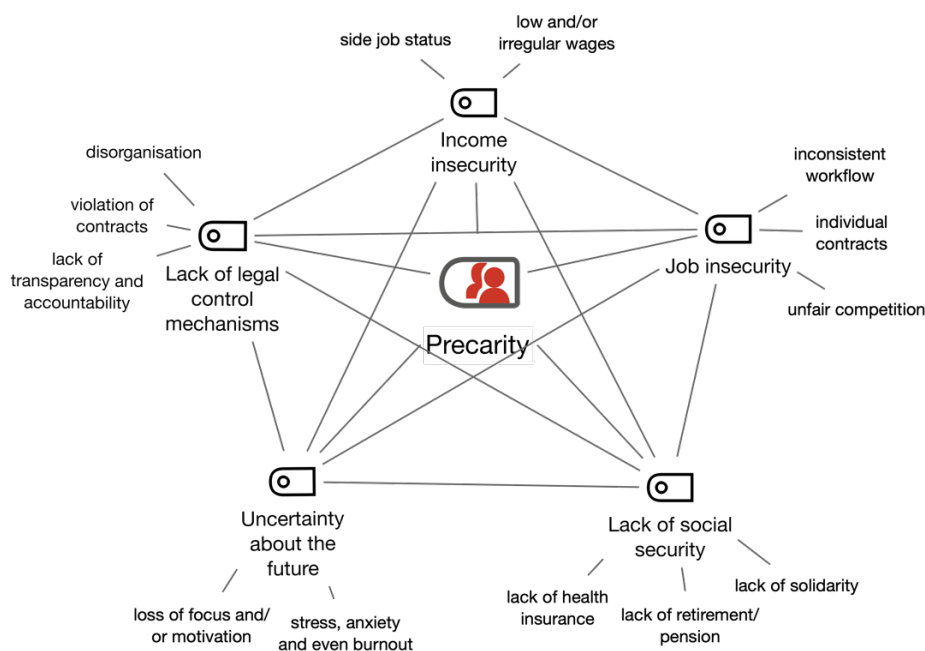 low and/or
irregular wages
side job status
Income
insecurity
disorganisation
violation of
contracts
lack of
transparency and
accountability
Lack of legal
control
mechanisms
inconsistent
workflow
individual
contracts
Job insecurity
unfair competition
Precarity
Uncertainty
about the
future
loss of focus and/
or motivation
stress, anxiety
and even burnout
Lack of social
security
lack of health
insurance
lack of retirement/
pension
lack of solidarity